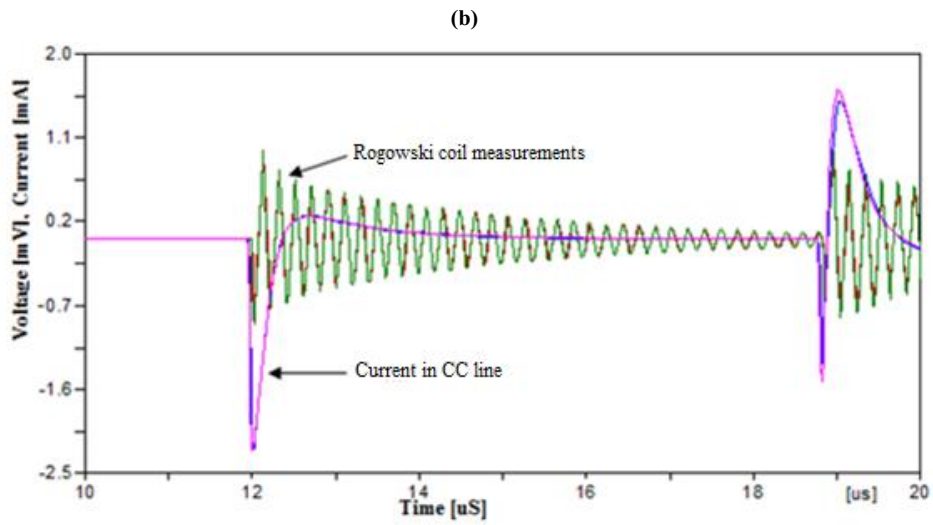 (b)
2.0
1.1
0.2
-0.7
-1.6
-2.5
Voltage [mV], Current [mA]
Rogowski coil measurements
Current in CC line
10
12
14
16
18
[us]
20
Time [uS]